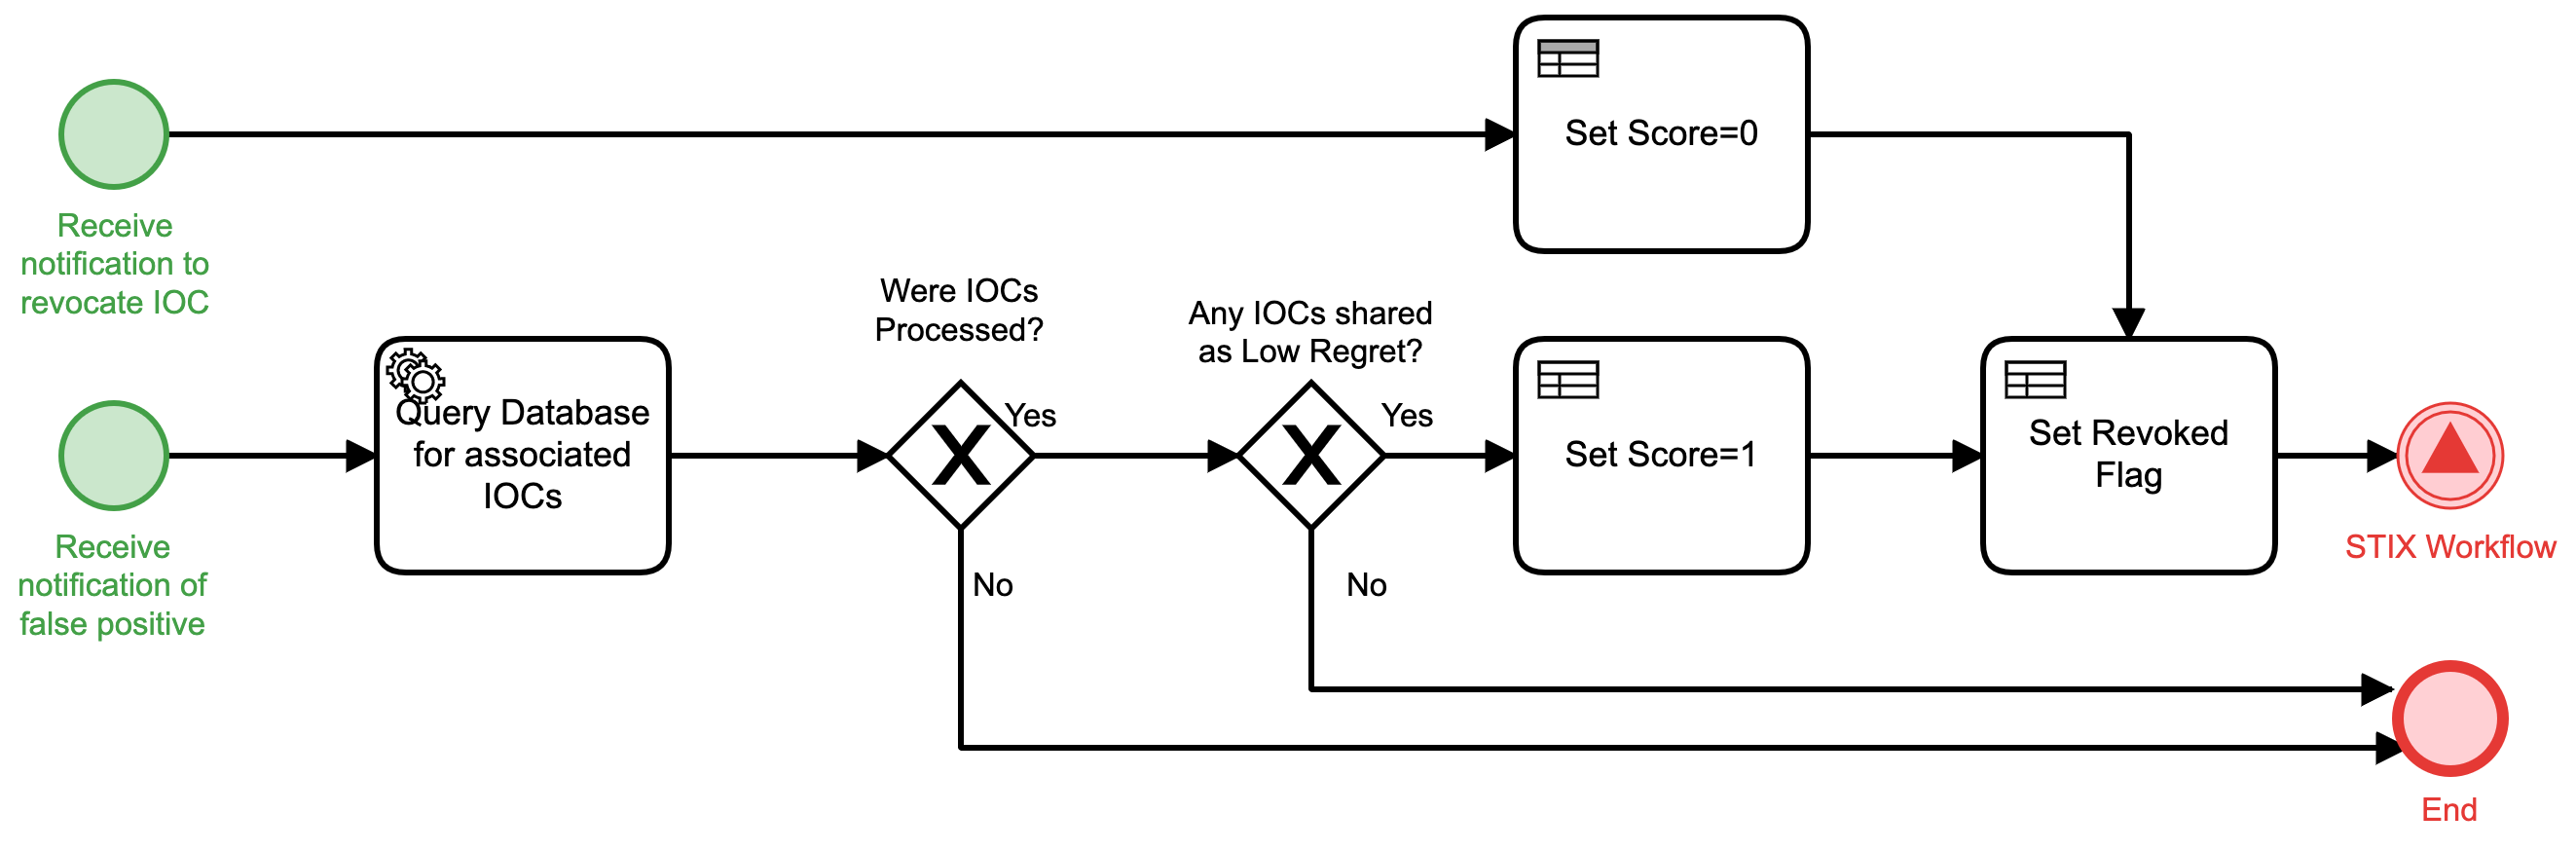 Receive
notification to
revocate IOC
Set Score=0
Receive
notification of
false positive
Query Database
for associated
IOCs
Were IOCs
Processed?
Yes
No
Any IOCs shared
as Low Regret?
Yes
No
Set Score=1
Set Revoked
Flag
STIX Workflow
End